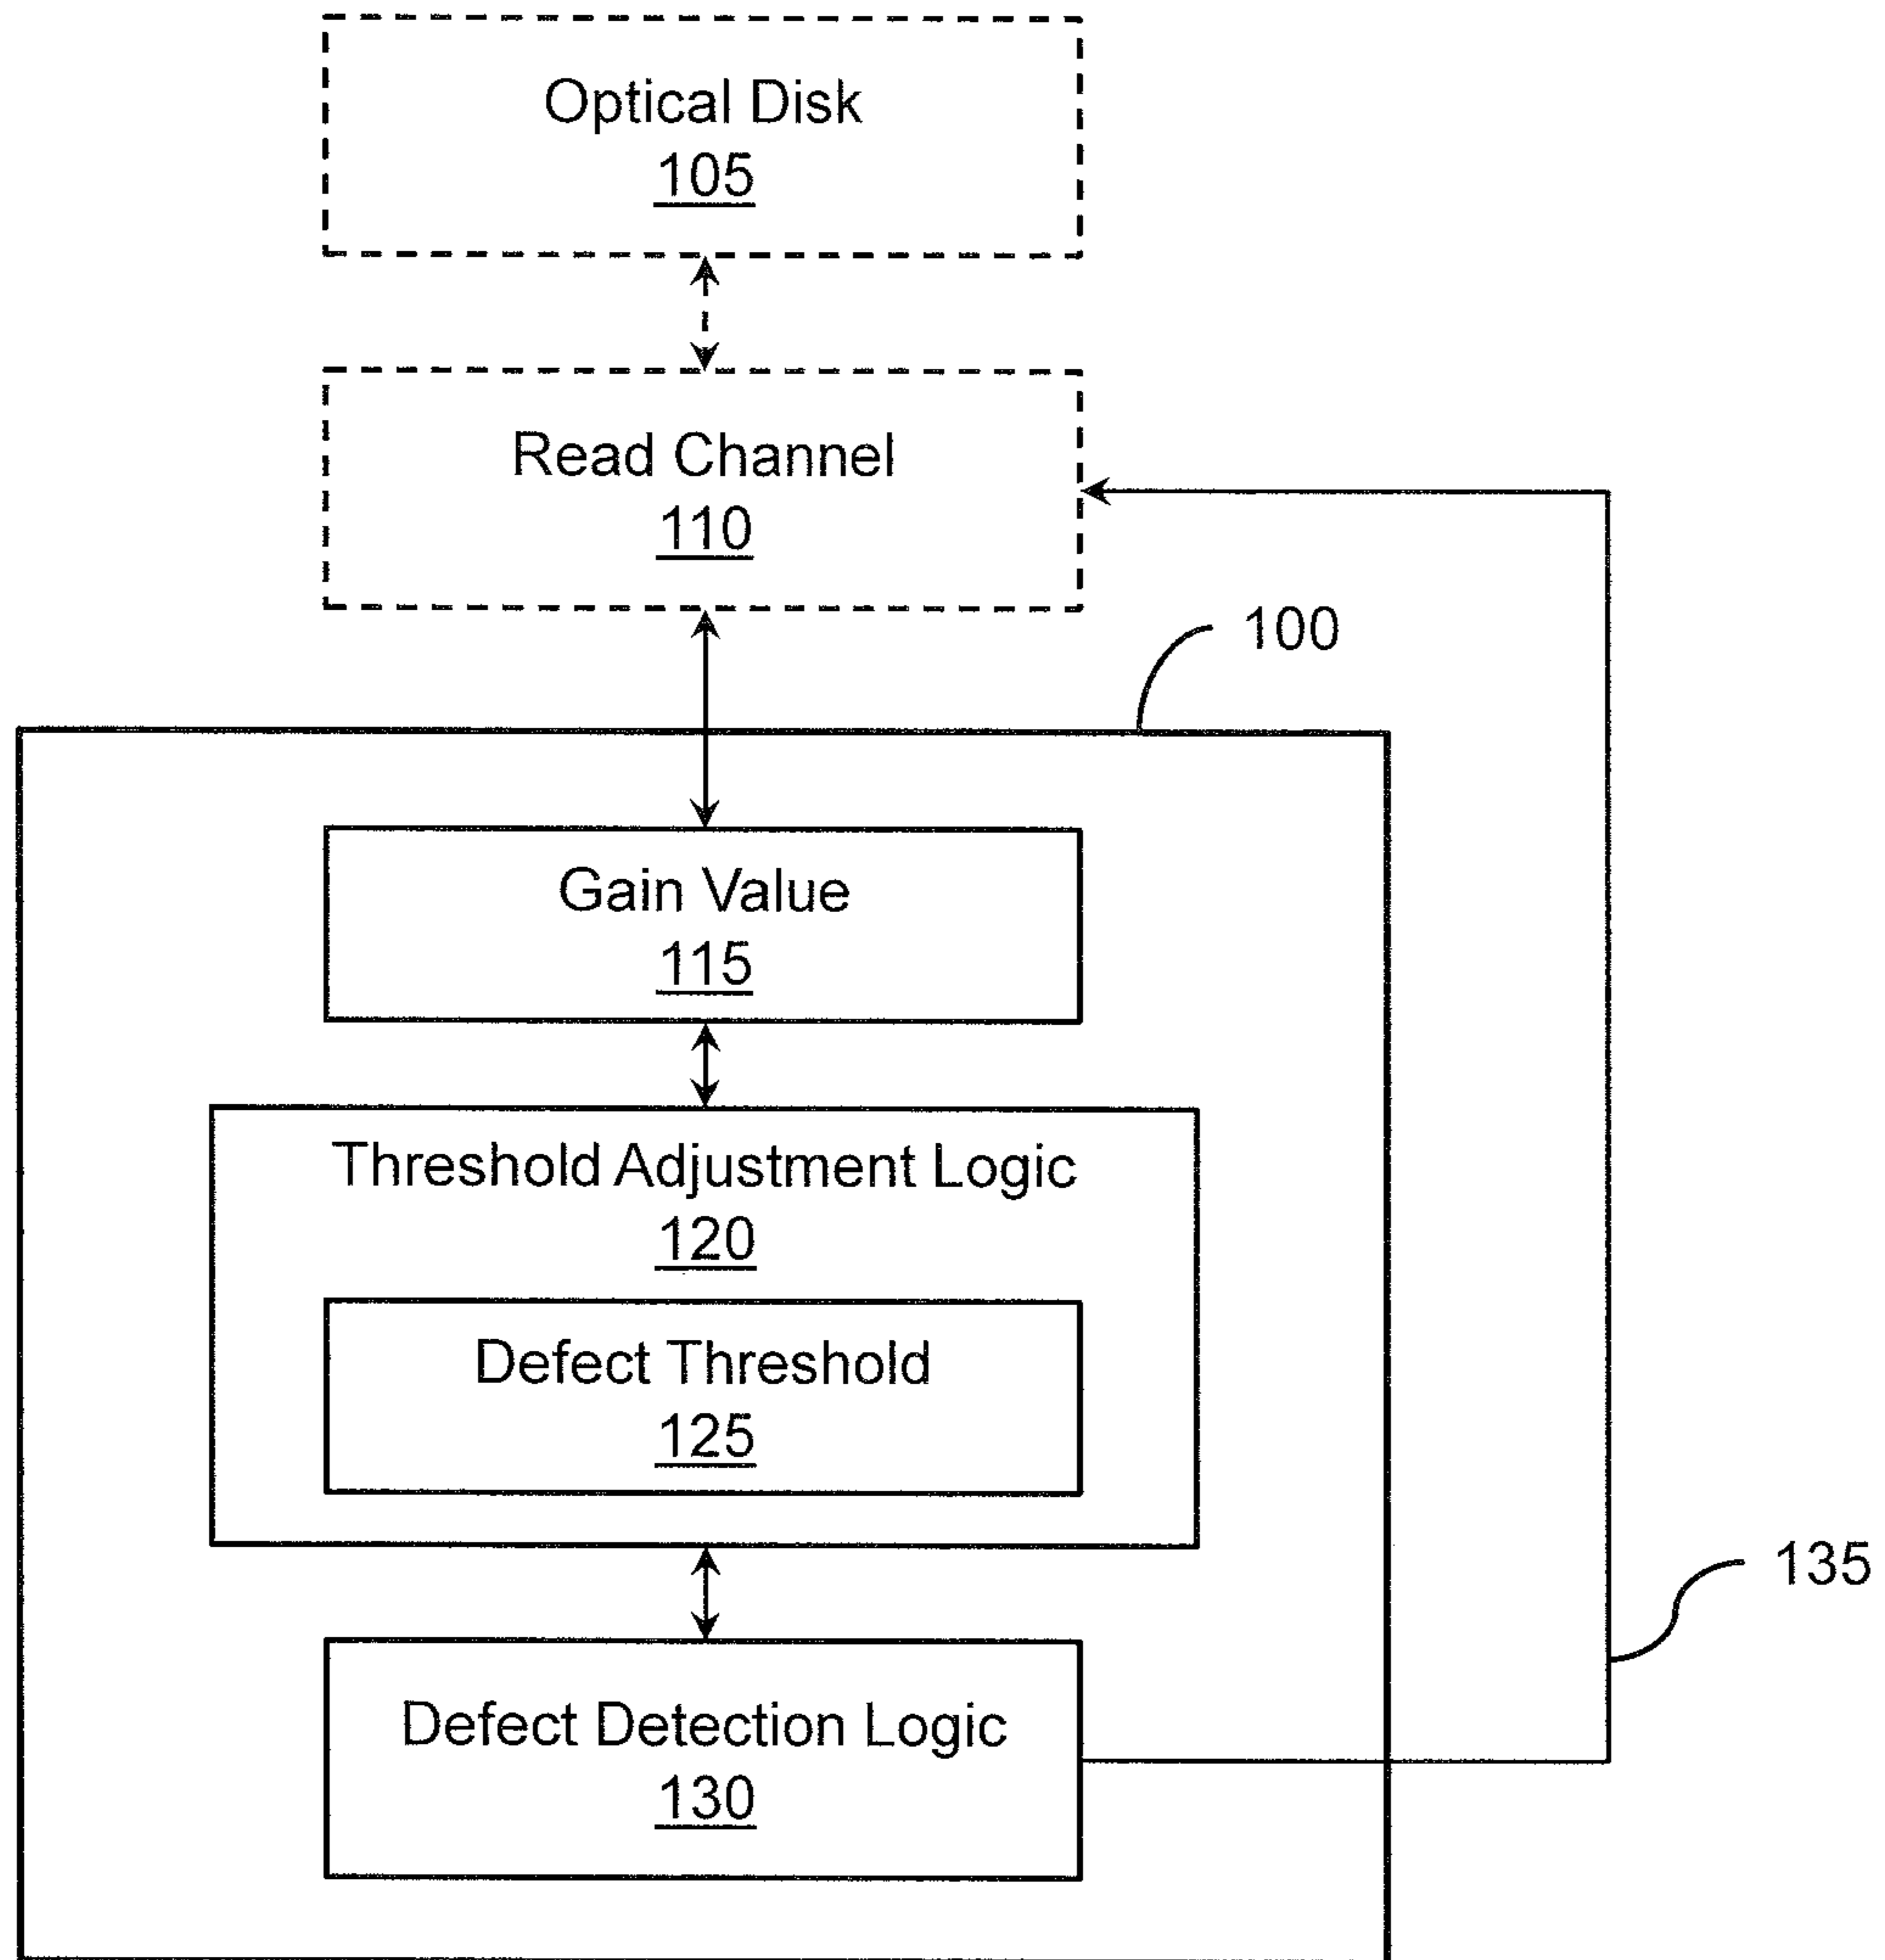 Optical Disk
105
Read Channel
110
100
Gain Value
115
Threshold Adjustment Logic
120
Defect Threshold
125
135
Defect Detection Logic
130